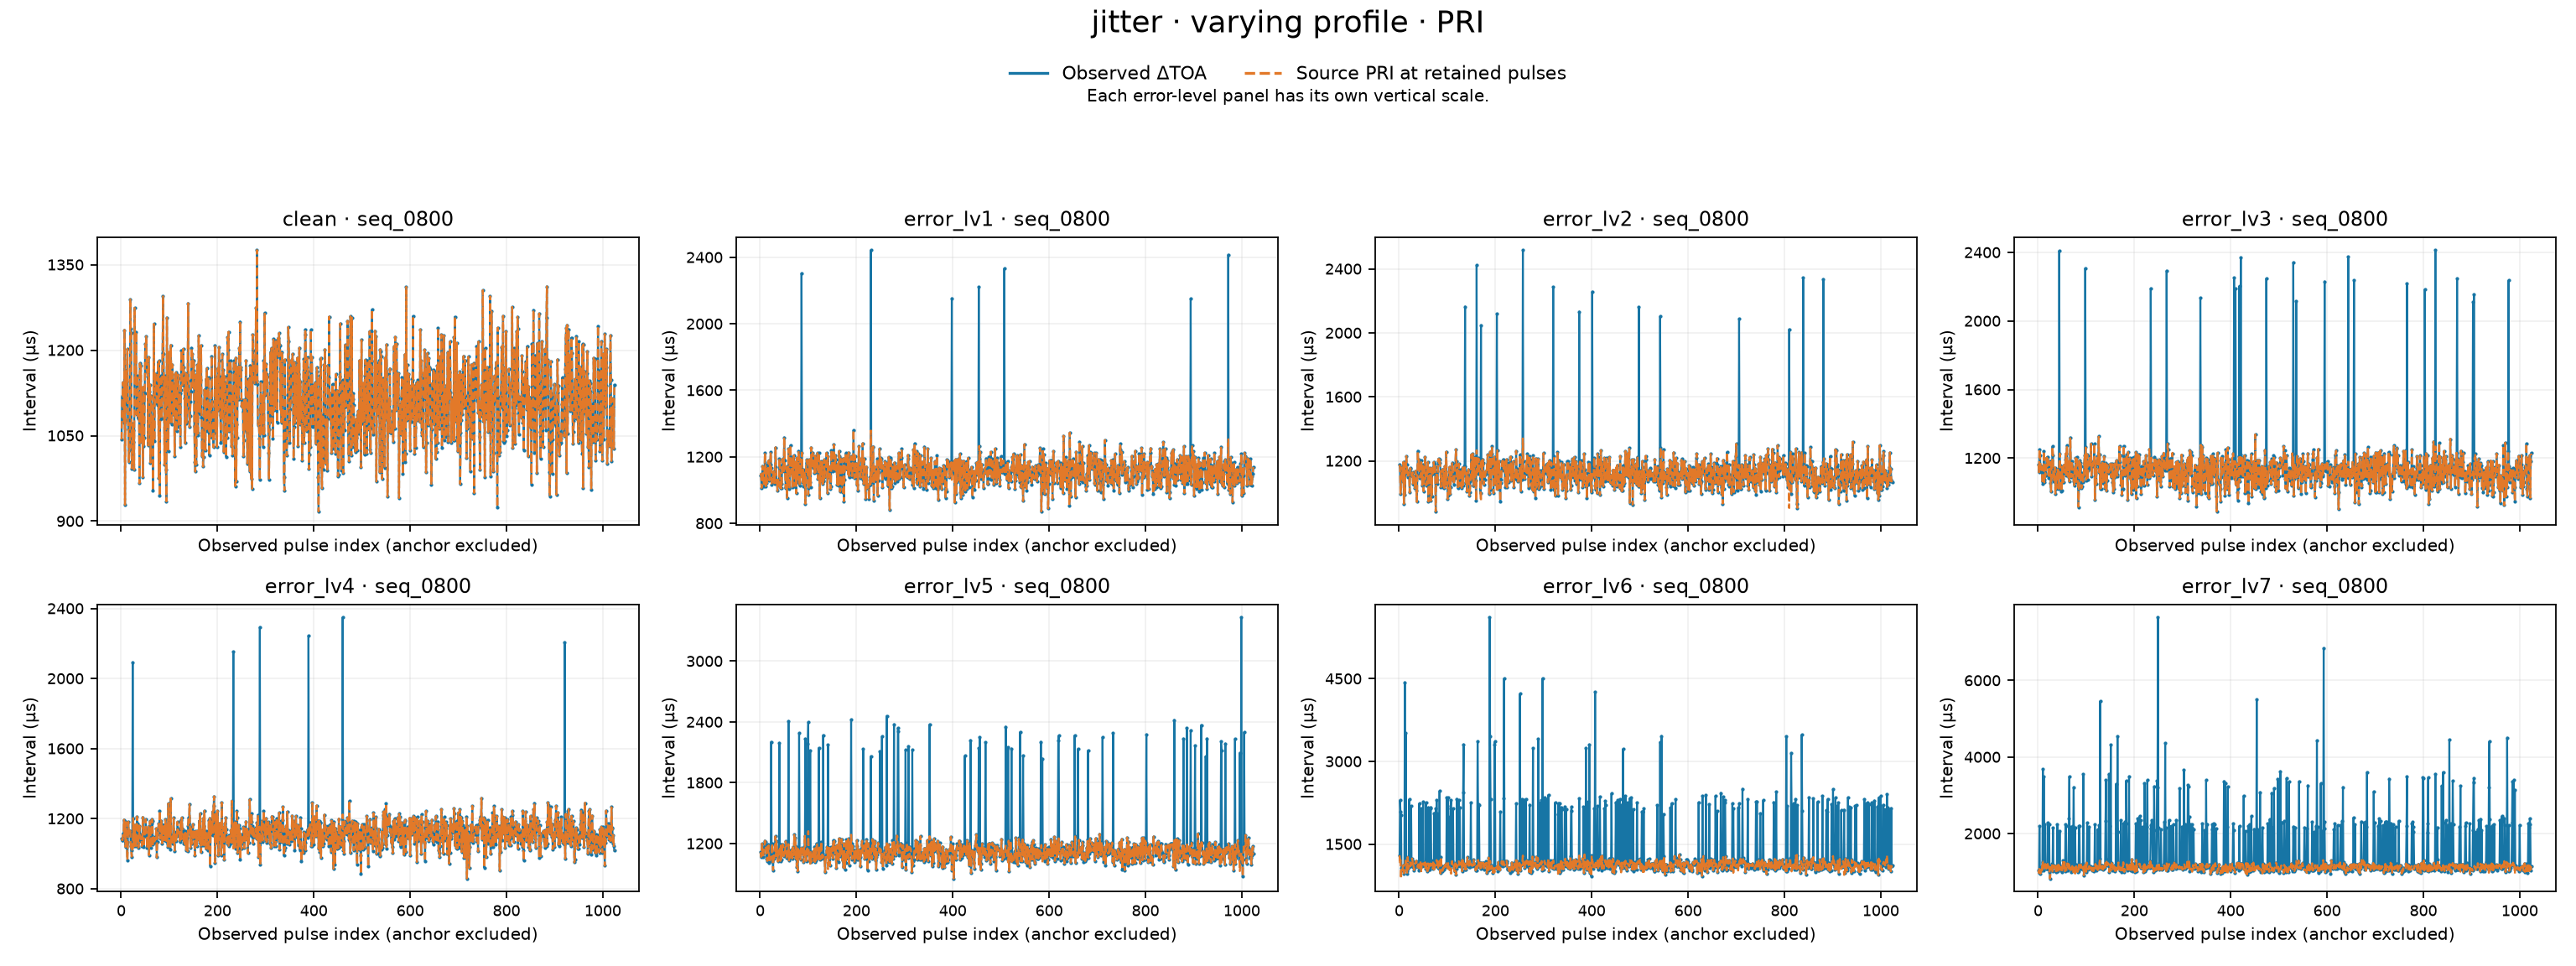 jitter · varying profile · PRI
Observed ΔTOA
Source PRI at retained pulses
Each error-level panel has its own vertical scale.
clean · seq_0800
Interval (μs)
1350
1200
1050
900
Observed pulse index (anchor excluded)
error_lv1 · seq_0800
Interval (μs)
2400
2000
1600
1200
800
Observed pulse index (anchor excluded)
error_lv2 · seq_0800
Interval (μs)
2400
2000
1600
1200
Observed pulse index (anchor excluded)
error_lv3 · seq_0800
Interval (μs)
2400
2000
1600
1200
Observed pulse index (anchor excluded)
error_lv4 · seq_0800
Interval (μs)
2400
2000
1600
1200
800
0 200 400 600 800 1000
Observed pulse index (anchor excluded)
error_lv5 · seq_0800
Interval (μs)
3000
2400
1800
1200
0 200 400 600 800 1000
Observed pulse index (anchor excluded)
error_lv6 · seq_0800
Interval (μs)
4500
3000
1500
0 200 400 600 800 1000
Observed pulse index (anchor excluded)
error_lv7 · seq_0800
Interval (μs)
6000
4000
2000
0 200 400 600 800 1000
Observed pulse index (anchor excluded)